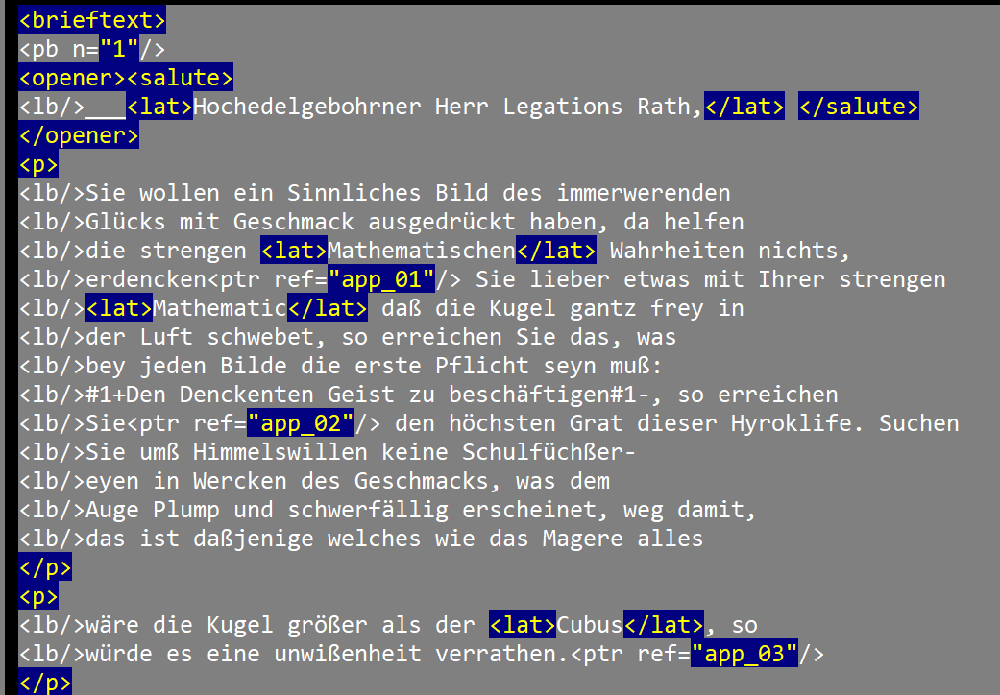 <brieftext>
<pb n="1"/>
<opener><salute>
<lb/>___<lat>Hochedelgebohrner Herr Legations Rath,</lat> </salute>
</opener>
<p>
<lb/>Sie wollen ein Sinnliches Bild des immerwerenden
<lb/>Glücks mit Geschmack ausgedrückt haben, da helfen
<lb/>die strengen <lat>Mathematischen</lat> Wahrheiten nichts,
<lb/>erdencken<ptr ref="app_01"/> Sie lieber etwas mit Ihrer strengen
<lb/><lat>Mathematic</lat> daß die Kugel gantz frey in
<lb/>der Luft schwebet, so erreichen Sie das, was
<lb/>bey jeden Bilde die erste Pflicht seyn muß:
<lb/>#1+Den Denckenten Geist zu beschäftigen#1-, so erreichen
<lb/>Sie<ptr ref="app_02"/> den höchsten Grat dieser Hyroklife. Suchen
<lb/>Sie umß Himmelswillen keine Schulfüchßer-
<lb/>eyen in Wercken des Geschmacks, was dem
<lb/>Auge Plump und schwerfällig erscheinet, weg damit,
<lb/>das ist daßjenige welches wie das Magere alles
</p>
<p>
<lb/>wäre die Kugel größer als der <lat>Cubus</lat>, so
<lb/>würde es eine unwißenheit verrathen.<ptr ref="app_03"/>
</p>